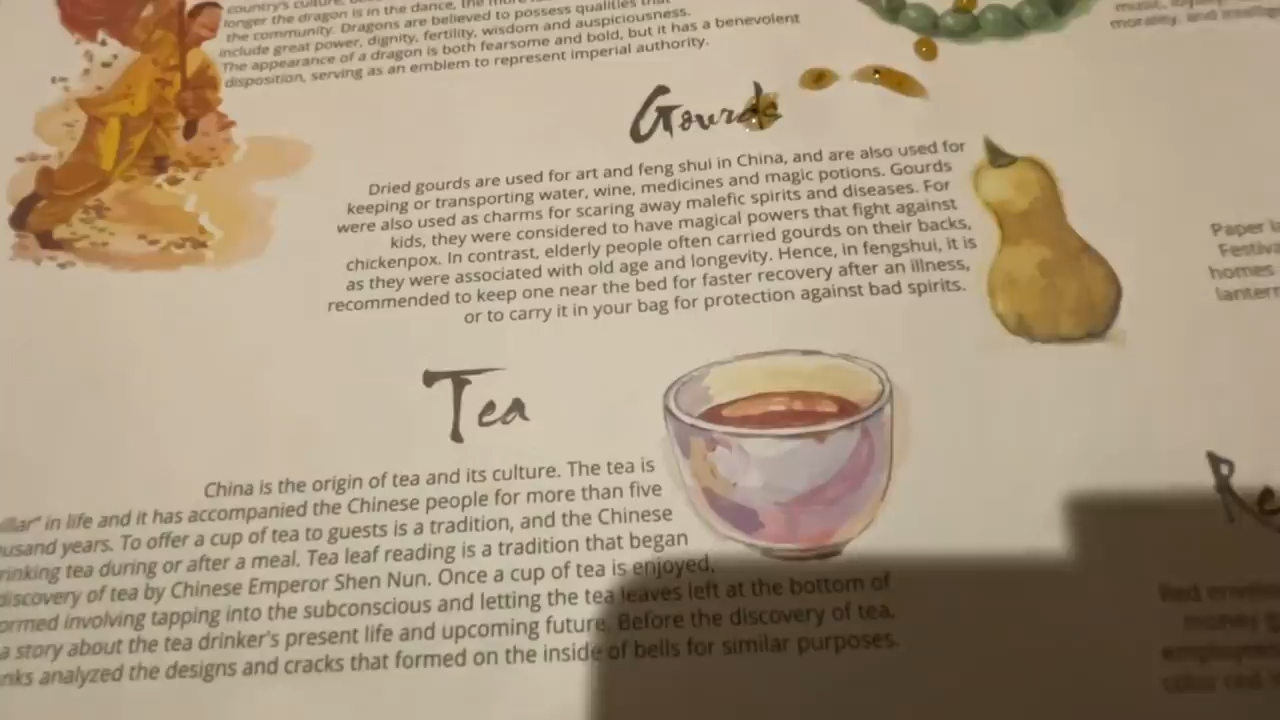 country's culture,
longer the dragon is in the dance, the more
the community. Dragons are believed to possess qualities that
include great power, dignity, fertility, wisdom and auspiciousness.
The appearance of a dragon is both fearsome and bold, but it has a benevolent
disposition, serving as an emblem to represent imperial authority.
morality, and
Gourds
Dried gourds are used for art and feng shui in China, and are also used for
keeping or transporting water, wine, medicines and magic potions. Gourds
were also used as charms for scaring away malefic spirits and diseases. For
kids, they were considered to have magical powers that fight against
chickenpox. In contrast, elderly people often carried gourds on their backs,
as they were associated with old age and longevity. Hence, in fengshui, it is
recommended to keep one near the bed for faster recovery after an illness,
or to carry it in your bag for protection against bad spirits.
Paper
homes
Tea
China is the origin of tea and its culture. The tea is
in life and it has accompanied the Chinese people for more than five
years. To offer a cup of tea to guests is a tradition, and the Chinese
tea during or after a meal. Tea leaf reading is a tradition that began
discovery of tea by Chinese Emperor Shen Nun. Once a cup of tea is enjoyed,
involving tapping into the subconscious and letting the tea leaves left at the bottom of
a story about the tea drinker's present life and upcoming future. Before the discovery of tea,
analyzed the designs and cracks that formed on the inside of bells for similar purposes.
Re
Red
money